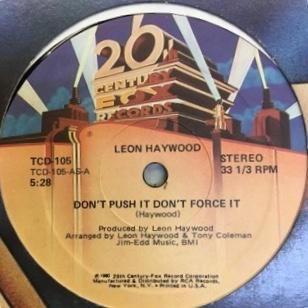 20th
CENTURY
FOX
RECORDS
LEON HAYWOOD
TCD-105
TCD-105-AS-A
5:28
STEREO
33 1/3 RPM
DON'T PUSH IT DON'T FORCE IT
(Haywood)
Produced by Leon Haywood
Arranged by Leon Haywood & Tony Coleman
Jim-Edd Music, BMI
℗ 1980 20th Century-Fox Record Corporation
Manufactured & Distributed by RCA Records,
New York, N.Y. • Printed in U.S.A.